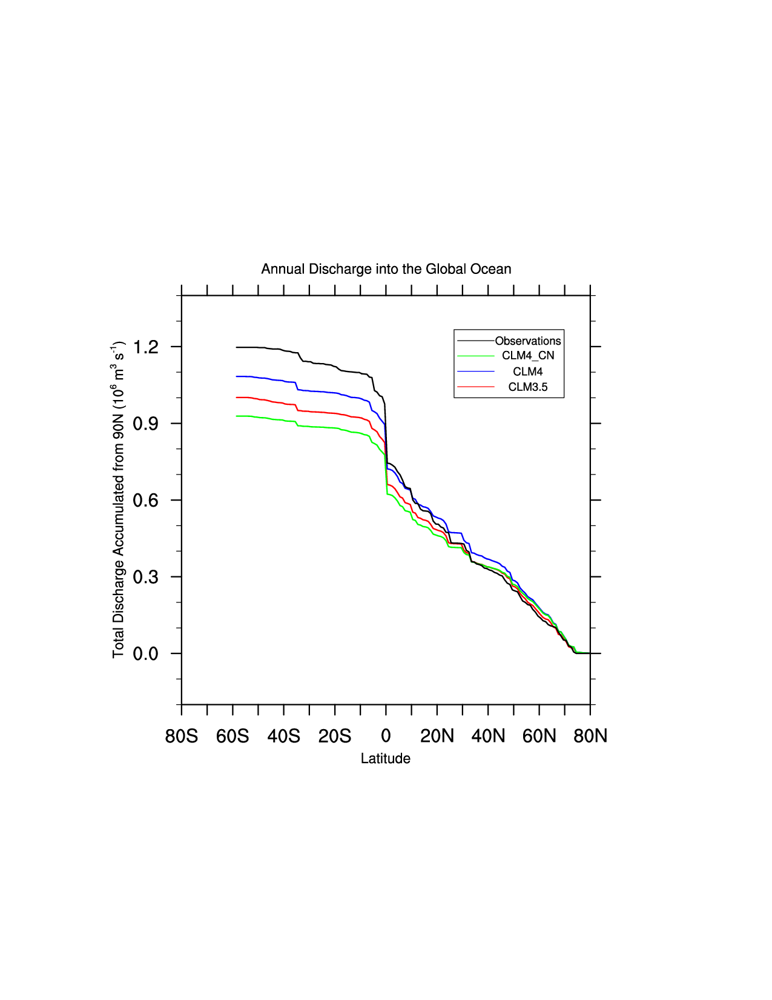 Annual Discharge into the Global Ocean
Total Discharge Accumulated from 90N (10⁶ m³ s⁻¹)
1.2
0.9
0.6
0.3
0.0
Observations
CLM4_CN
CLM4
CLM3.5
80S 60S 40S 20S 0 20N 40N 60N 80N
Latitude